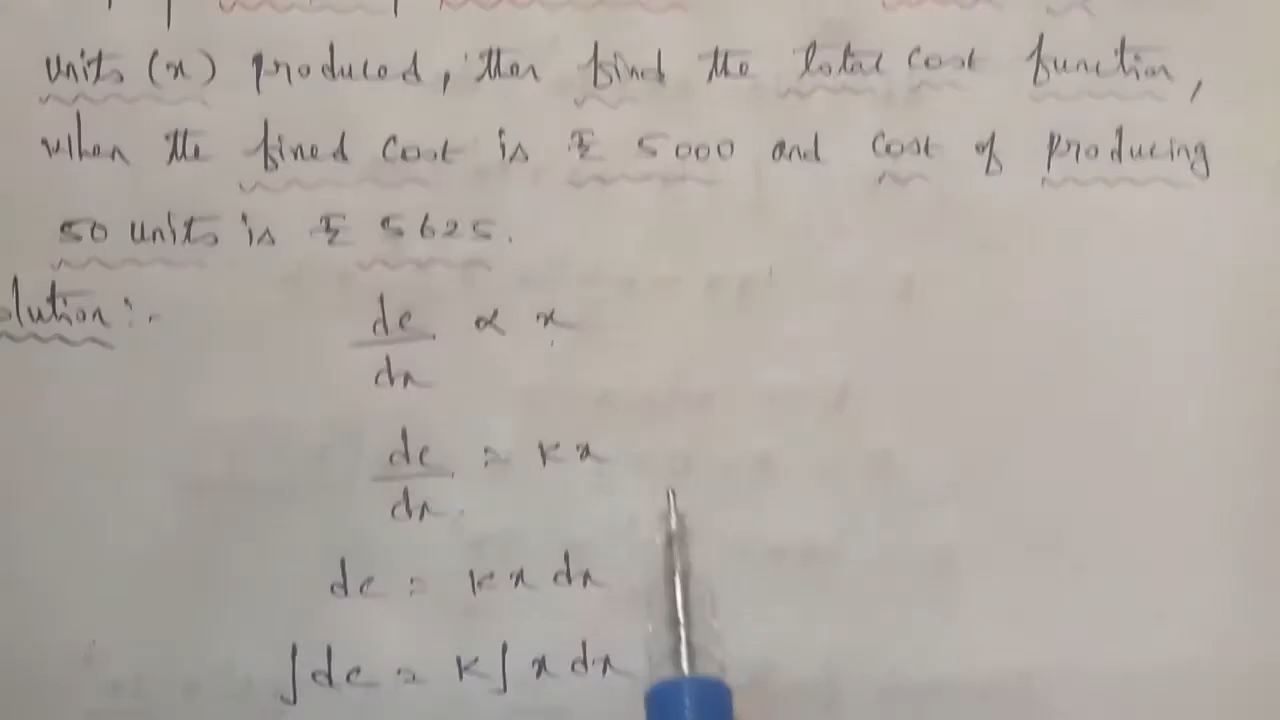 units (x) produced, then find the total cost function,
when the fixed cost is ₹ 5000 and cost of producing
50 units is ₹ 5625.
olution:-
dc/dx ∝ x
dc/dx = kx
dc = kx dx
∫dc = k∫ x dx